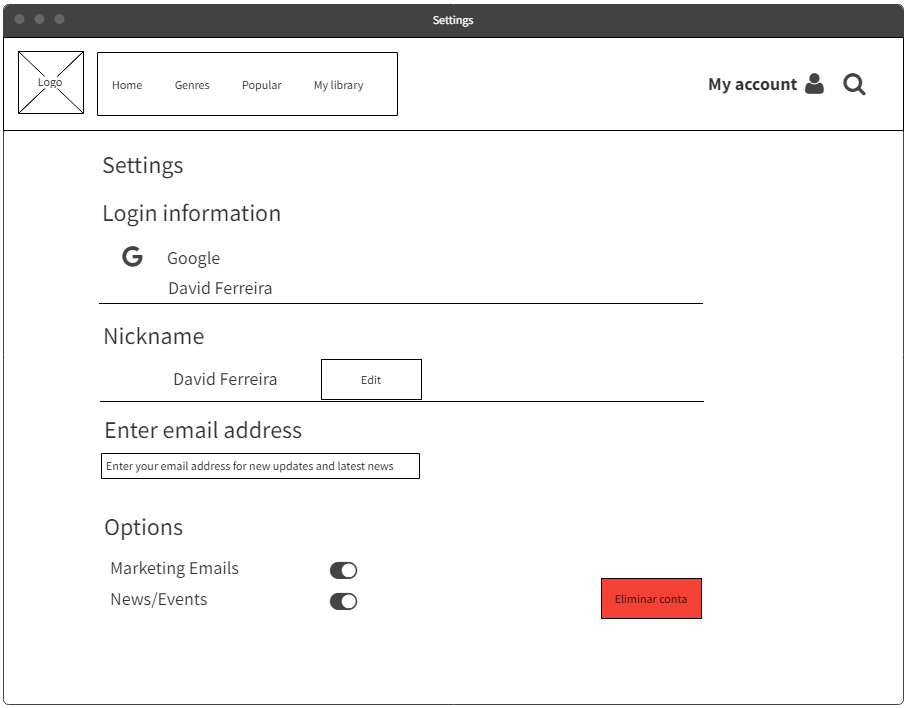 Settings
Logo
Home Genres Popular My library
My account
Settings
Login information
Google
David Ferreira
Nickname
David Ferreira Edit
Enter email address
Enter your email address for new updates and latest news
Options
Marketing Emails
News/Events
Eliminar conta